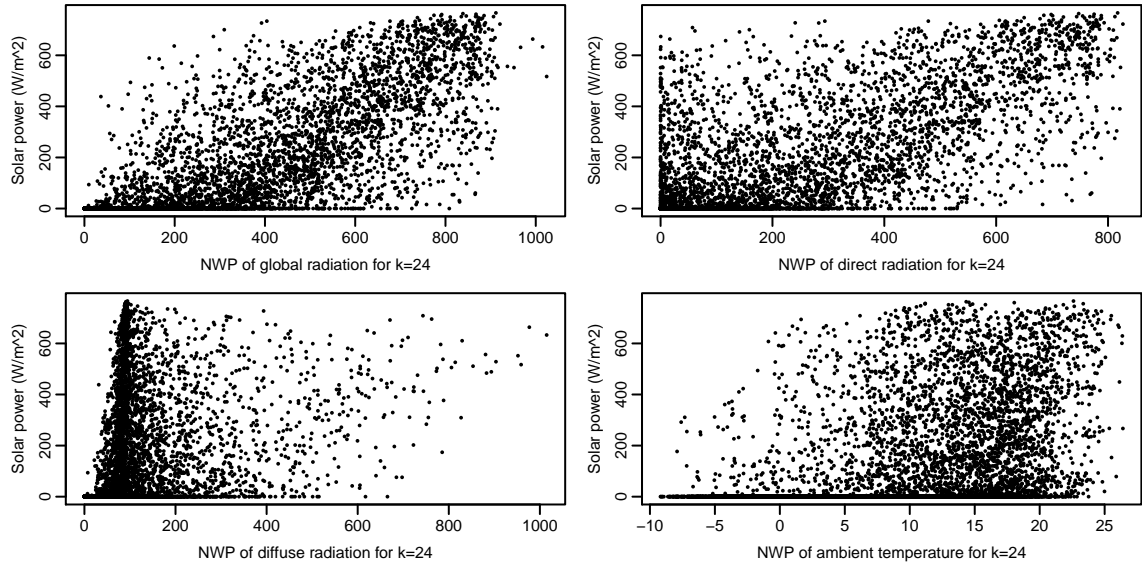 Solar power (W/m^2)
600
400
200
0
0 200 400 600 800 1000
NWP of global radiation for k=24
Solar power (W/m^2)
600
400
200
0
0 200 400 600 800
NWP of direct radiation for k=24
Solar power (W/m^2)
600
400
200
0
0 200 400 600 800 1000
NWP of diffuse radiation for k=24
Solar power (W/m^2)
600
400
200
0
−10 −5 0 5 10 15 20 25
NWP of ambient temperature for k=24